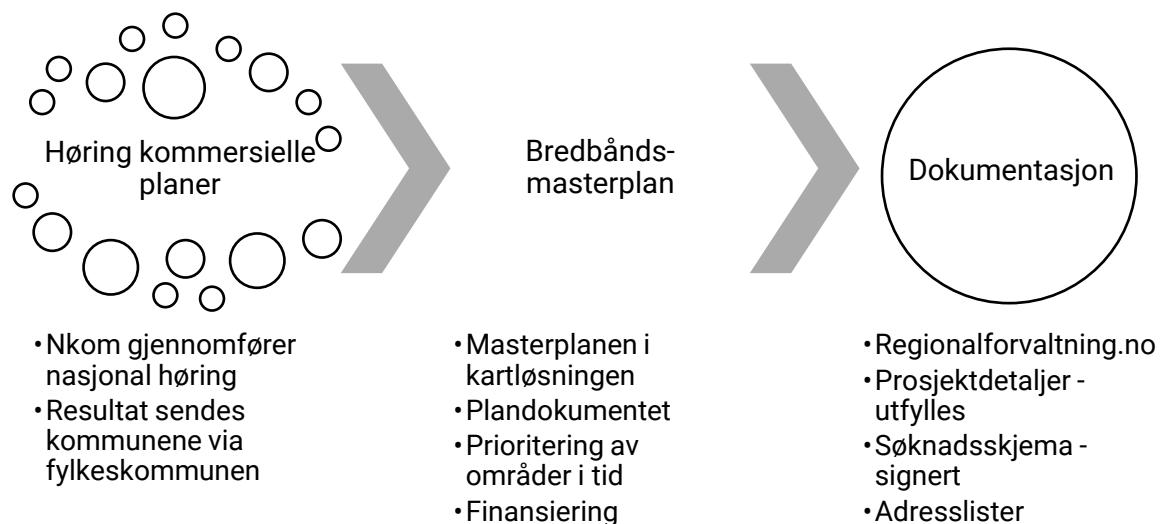 Høring kommersielle
planer
Bredbånds-
masterplan
Dokumentasjon
•Nkom gjennomfører
nasjonal høring
•Resultat sendes
kommunene via
fylkeskommunen
•Masterplanen i
kartløsningen
•Plandokumentet
•Prioritering av
områder i tid
•Finansiering
•Regionalforvaltning.no
•Prosjektdetaljer -
utfylles
•Søknadsskjema -
signert
•Adresslister